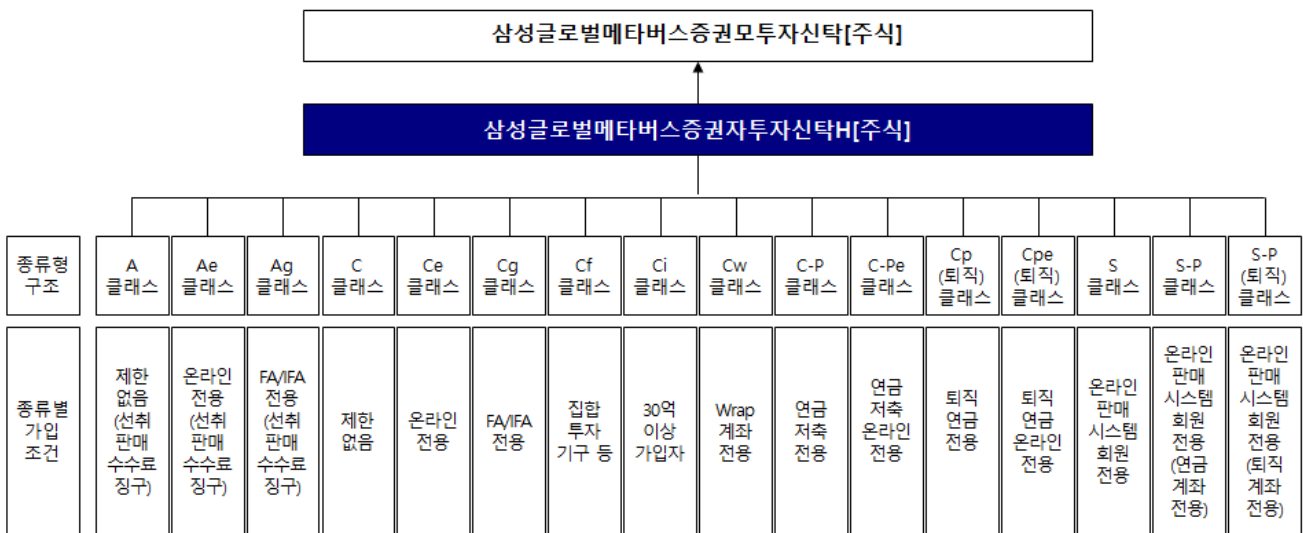 삼성글로벌메타버스증권모투자신탁[주식]
삼성글로벌메타버스증권자투자신탁H[주식]
종류형
구조
A
클래스
Ae
클래스
Ag
클래스
C
클래스
Ce
클래스
Cg
클래스
Cf
클래스
Ci
클래스
Cw
클래스
C-P
클래스
C-Pe
클래스
Cp
(퇴직)
클래스
Cpe
(퇴직)
클래스
S
클래스
S-P
클래스
S-P
(퇴직)
클래스
종류별
가입
조건
제한
없음
(선취
판매
수수료
징구)
온라인
전용
(선취
판매
수수료
징구)
FA/IFA
전용
(선취
판매
수수료
징구)
제한
없음
온라인
전용
FA/IFA
전용
집합
투자
기구 등
30억
이상
가입자
Wrap
계좌
전용
연금
저축
전용
연금
저축
온라인
전용
퇴직
연금
전용
퇴직
연금
온라인
전용
온라인
판매
시스템
회원
전용
온라인
판매
시스템
회원
전용
(연금
계좌
전용)
온라인
판매
시스템
회원
전용
(퇴직
계좌
전용)